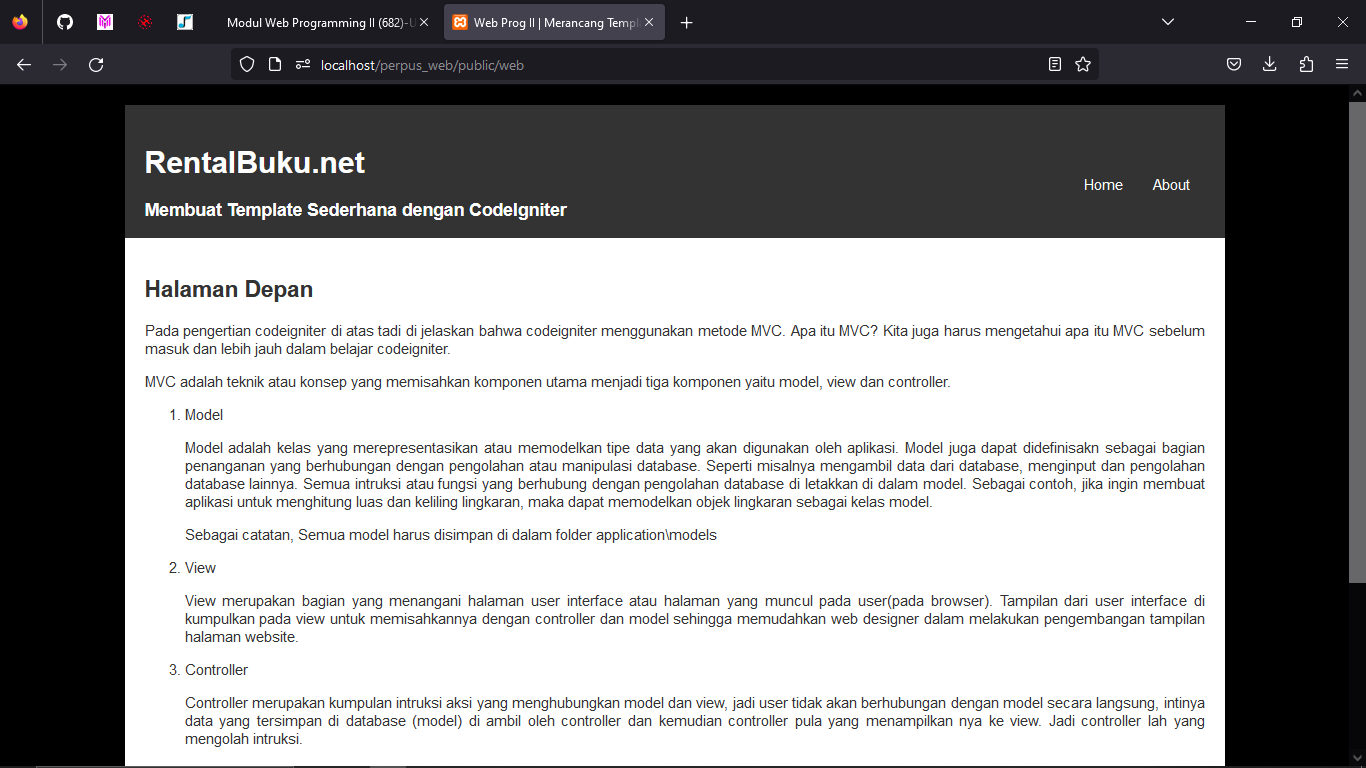 Modul Web Programming II (682)-U
Web Prog II | Merancang Templ
localhost/perpus_web/public/web
RentalBuku.net
Home About
Membuat Template Sederhana dengan CodeIgniter
Halaman Depan
Pada pengertian codeigniter di atas tadi di jelaskan bahwa codeigniter menggunakan metode MVC. Apa itu MVC? Kita juga harus mengetahui apa itu MVC sebelum
masuk dan lebih jauh dalam belajar codeigniter.
MVC adalah teknik atau konsep yang memisahkan komponen utama menjadi tiga komponen yaitu model, view dan controller.
1. Model
Model adalah kelas yang merepresentasikan atau memodelkan tipe data yang akan digunakan oleh aplikasi. Model juga dapat didefinisakn sebagai bagian
penanganan yang berhubungan dengan pengolahan atau manipulasi database. Seperti misalnya mengambil data dari database, menginput dan pengolahan
database lainnya. Semua intruksi atau fungsi yang berhubung dengan pengolahan database di letakkan di dalam model. Sebagai contoh, jika ingin membuat
aplikasi untuk menghitung luas dan keliling lingkaran, maka dapat memodelkan objek lingkaran sebagai kelas model.
Sebagai catatan, Semua model harus disimpan di dalam folder application\models
2. View
View merupakan bagian yang menangani halaman user interface atau halaman yang muncul pada user(pada browser). Tampilan dari user interface di
kumpulkan pada view untuk memisahkannya dengan controller dan model sehingga memudahkan web designer dalam melakukan pengembangan tampilan
halaman website.
3. Controller
Controller merupakan kumpulan intruksi aksi yang menghubungkan model dan view, jadi user tidak akan berhubungan dengan model secara langsung, intinya
data yang tersimpan di database (model) di ambil oleh controller dan kemudian controller pula yang menampilkan nya ke view. Jadi controller lah yang
mengolah intruksi.